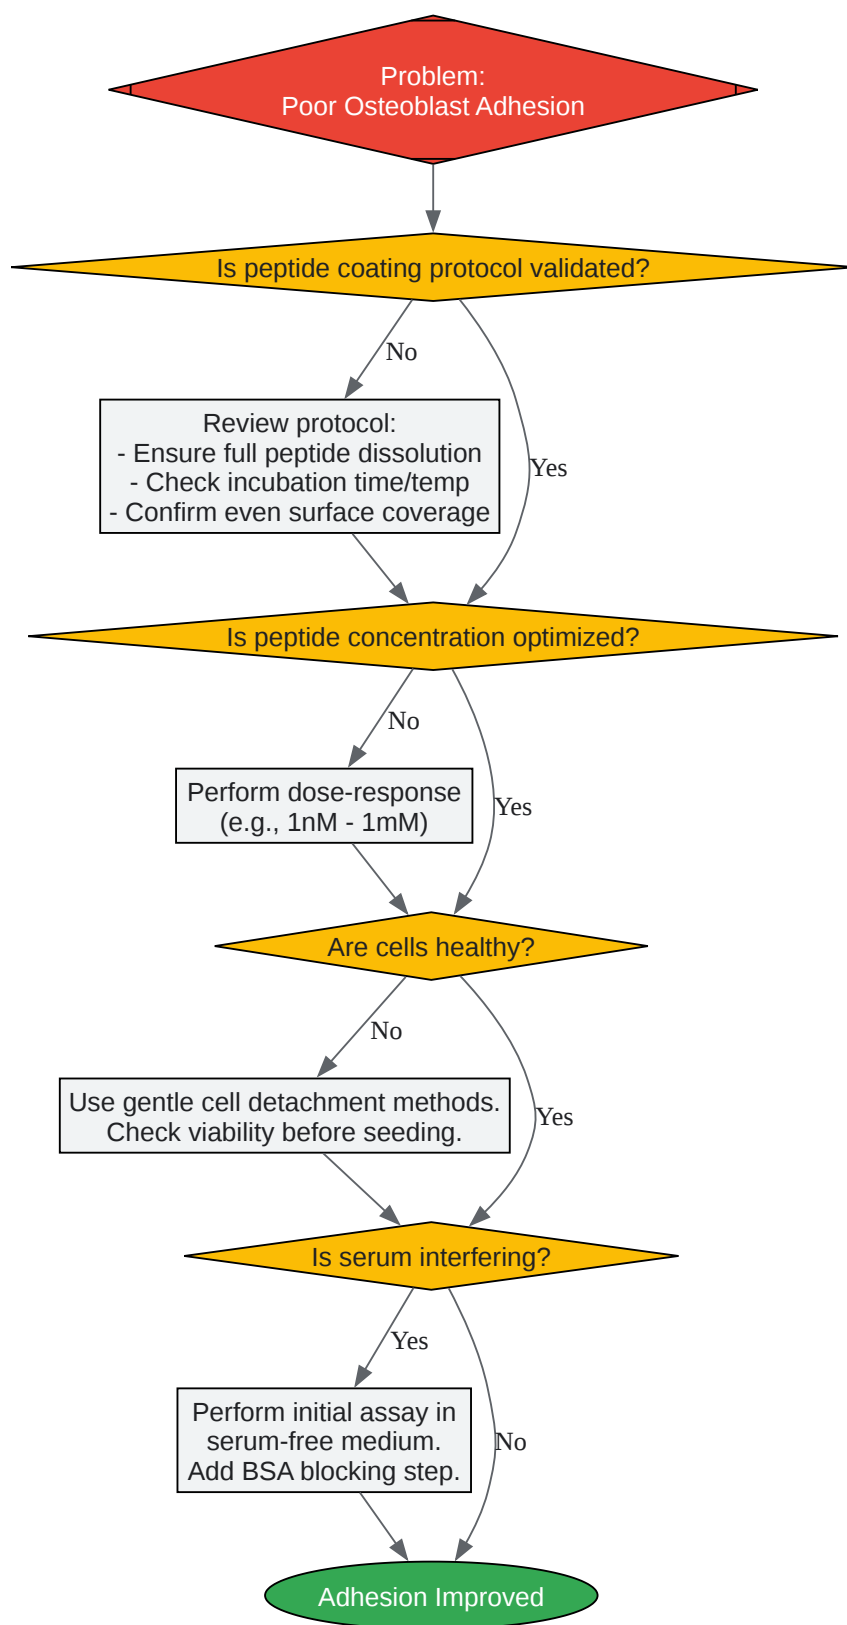 Problem:
Poor Osteoblast Adhesion
Is peptide coating protocol validated?
No
Review protocol:
- Ensure full peptide dissolution
- Check incubation time/temp
- Confirm even surface coverage
Yes
Is peptide concentration optimized?
No
Perform dose-response
(e.g., 1nM - 1mM)
Yes
Are cells healthy?
No
Use gentle cell detachment methods.
Check viability before seeding.
Yes
Is serum interfering?
Yes
Perform initial assay in
serum-free medium.
Add BSA blocking step.
No
Adhesion Improved